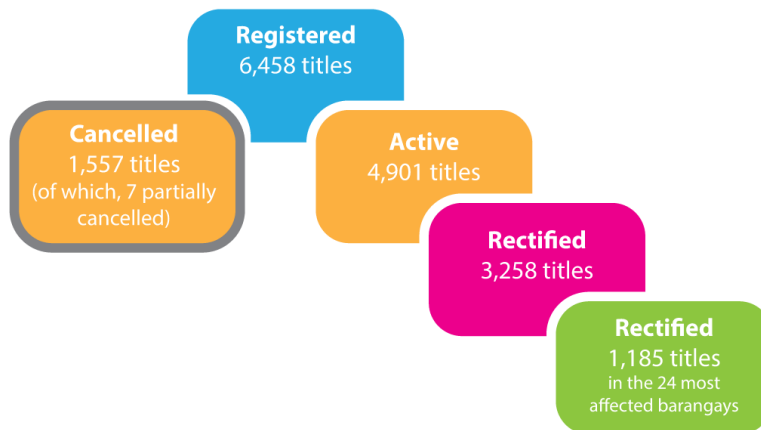 Registered
6,458 titles
Cancelled
1,557 titles
(of which, 7 partially
cancelled)
Active
4,901 titles
Rectified
3,258 titles
Rectified
1,185 titles
in the 24 most
affected barangays